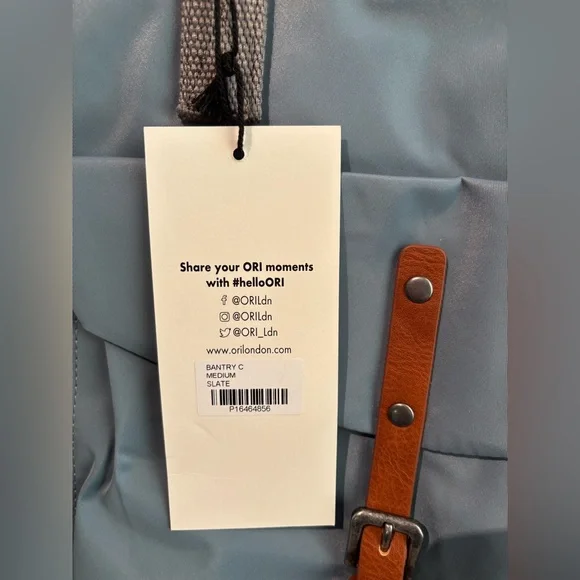 Share your ORI moments
with #helloORI
@ORILdn
@ORILdn
@ORI_Ldn
www.orilondon.com
BANTRY C
MEDIUM
SLATE
P16464856